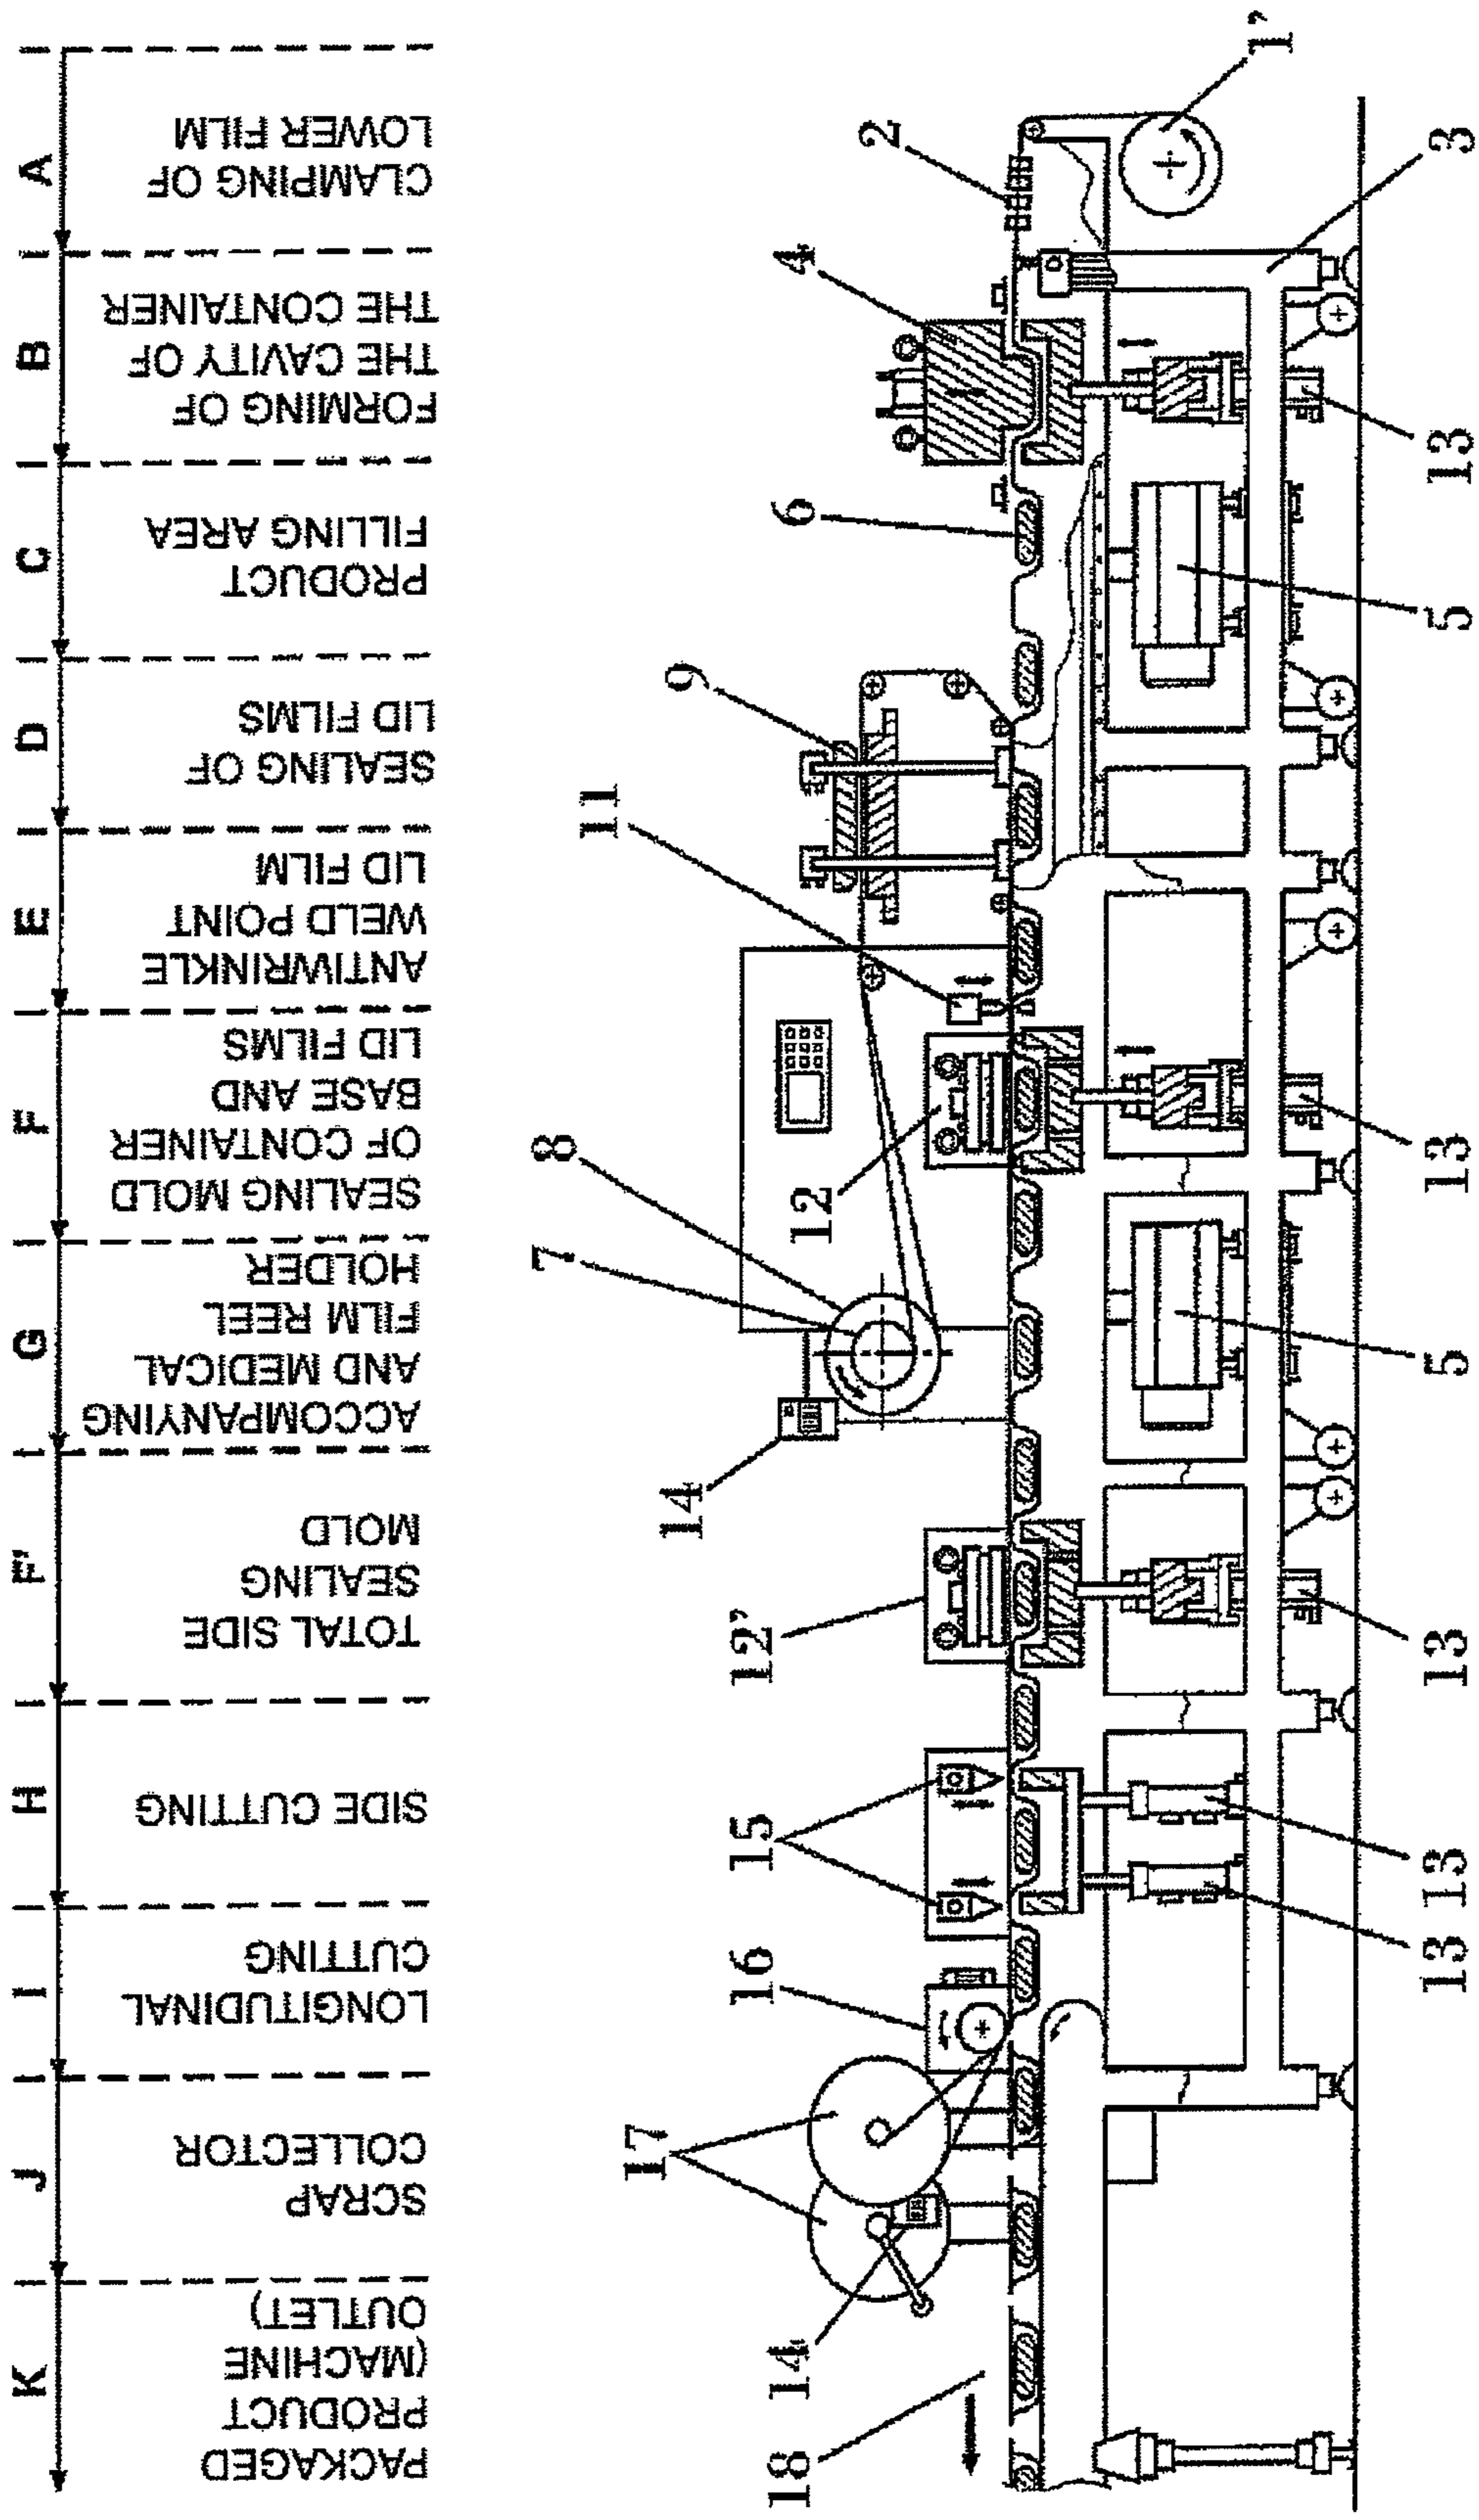 A
CLAMPING OF
LOWER FILM
B
FORMING OF
THE CAVITY OF
THE CONTAINER
C
PRODUCT
FILLING AREA
D
SEALING OF
LID FILMS
E
ANTIWRINKLE
WELD POINT
LID FILM
F
SEALING MOLD
OF CONTAINER
BASE AND
LID FILMS
G
ACCOMPANYING
AND MEDICAL
FILM REEL
HOLDER
F'
TOTAL SIDE
SEALING
MOLD
H
SIDE CUTTING
I
LONGITUDINAL
CUTTING
J
SCRAP
COLLECTOR
K
PACKAGED
PRODUCT
(MACHINE
OUTLET)
1'
2
3
4
13
6
5
9
11
8
7
12
13
14
5
12'
13
15
13
13
16
17
14
18